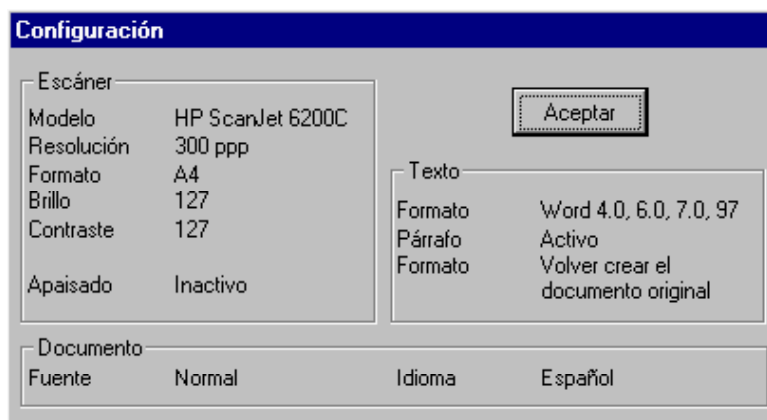 Configuración
Escáner
Modelo HP ScanJet 6200C
Resolución 300 ppp
Formato A4
Brillo 127
Contraste 127
Apaisado Inactivo
Aceptar
Texto
Formato Word 4.0, 6.0, 7.0, 97
Párrafo Activo
Formato Volver crear el
documento original
Documento
Fuente Normal Idioma Español